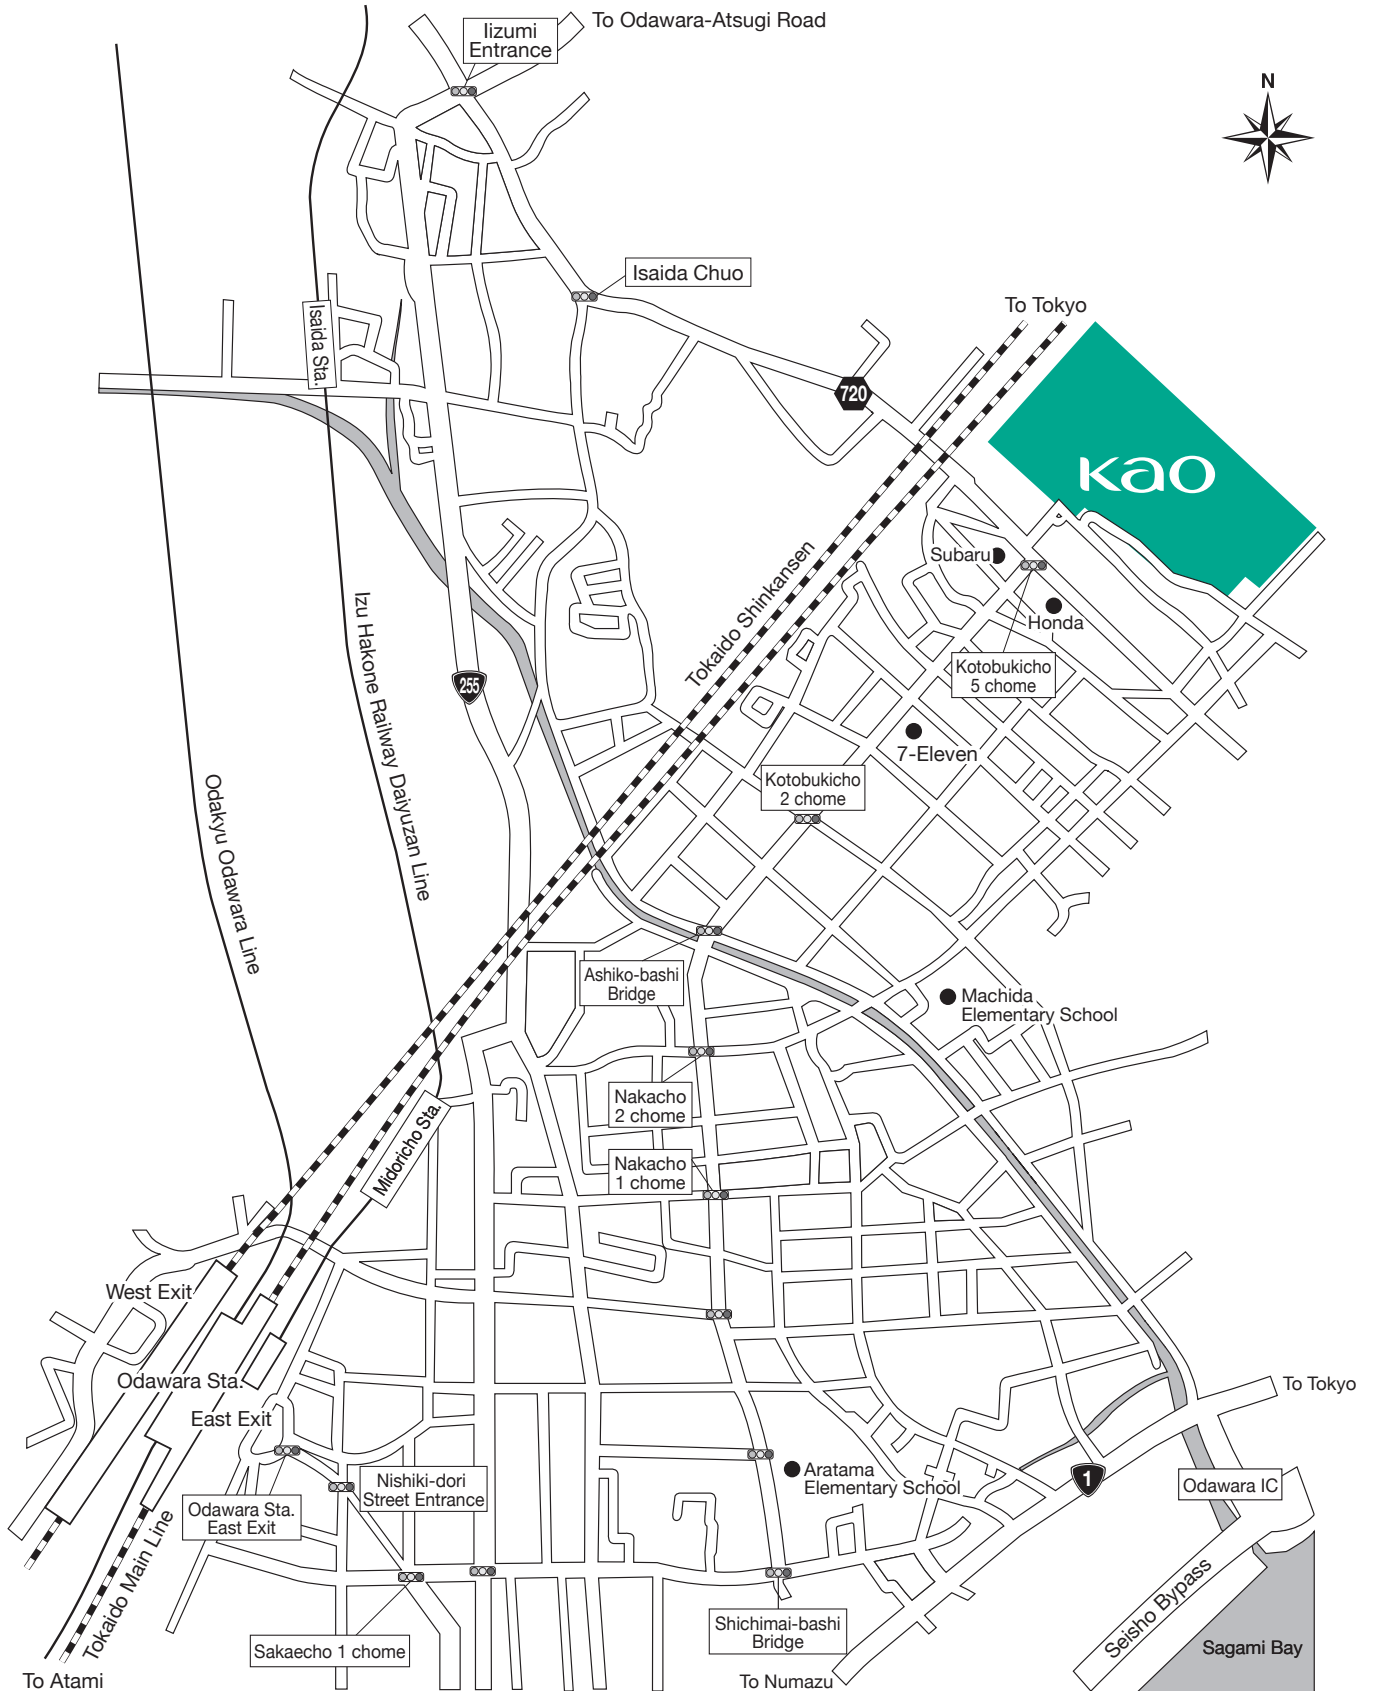 To Odawara-Atsugi Road
Iizumi
Entrance
N
Isaida Chuo
To Tokyo
Isaida Sta.
720
Kao
Subaru
Tokaido Shinkansen
Honda
Izu Hakone Railway Daiyuzan Line
Kotobukicho
5 chome
255
7-Eleven
Kotobukicho
2 chome
Odakyu Odawara Line
Ashiko-bashi
Bridge
Machida
Elementary School
Nakacho
2 chome
Midoricho Sta.
Nakacho
1 chome
West Exit
Odawara Sta.
To Tokyo
East Exit
Aratama
Elementary School
1
Nishiki-dori
Street Entrance
Odawara IC
Odawara Sta.
East Exit
Tokaido Main Line
Seisho Bypass
Shichimai-bashi
Bridge
Sakaecho 1 chome
Sagami Bay
To Atami
To Numazu